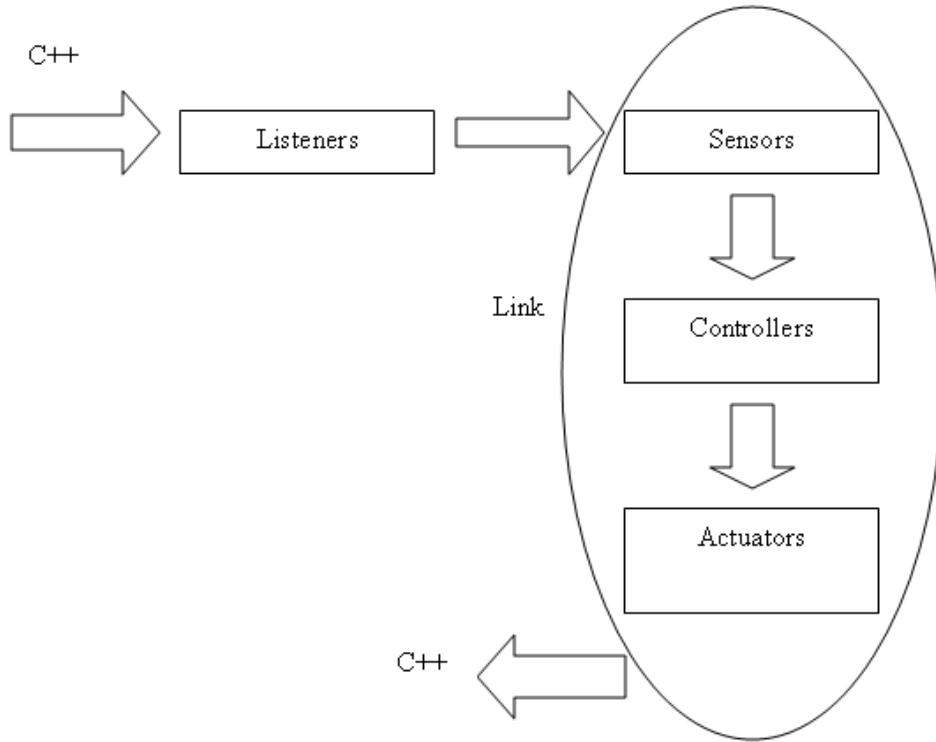 C++
Listeners
Sensors
Link
Controllers
Actuators
C++